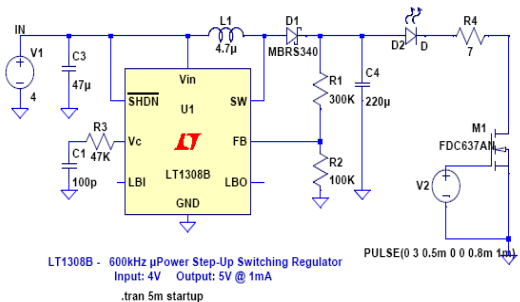 IN
L1
4.7µ
D1
MBRS340
D2
D
R4
7
V1
4
C3
47µ
Vin
SHDN
U1
SW
R1
300K
C4
220µ
R3
47K
Vc
FB
M1
FDC637AN
C1
100p
LT1308B
R2
100K
V2
LBI
LBO
GND
PULSE(0 3 0.5m 0 0 0.8m 1m)
LT1308B - 600kHz µPower Step-Up Switching Regulator
Input: 4V Output: 5V @ 1mA
.tran 5m startup